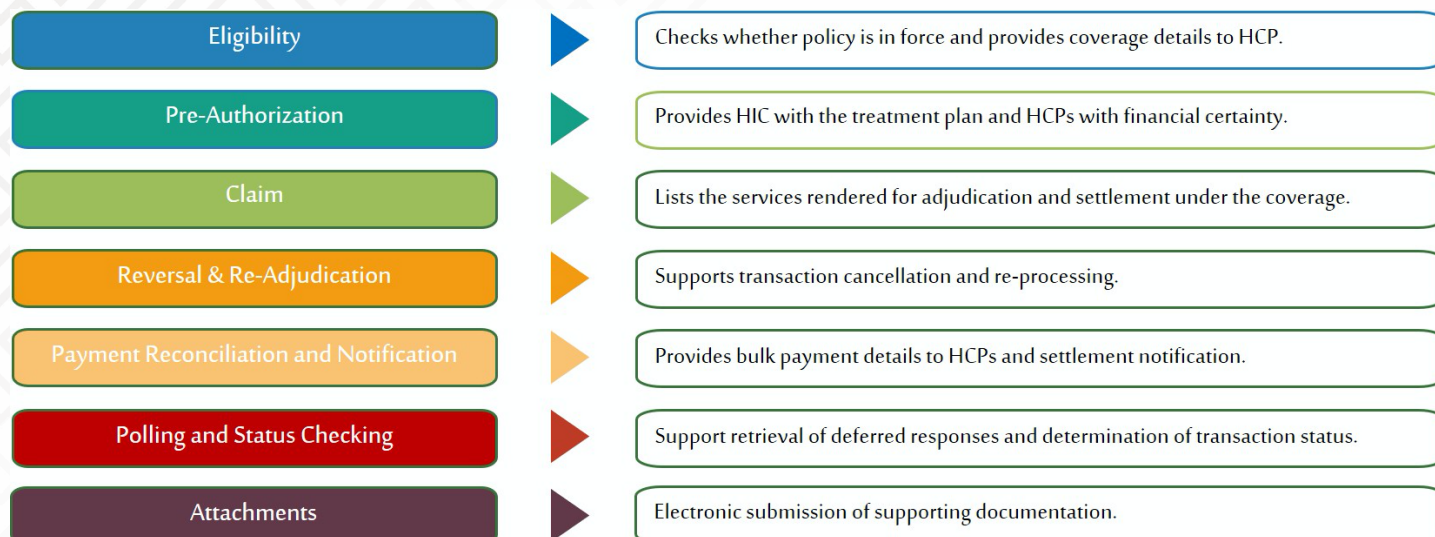 Eligibility
Checks whether policy is in force and provides coverage details to HCP.
Pre-Authorization
Provides HIC with the treatment plan and HCPs with financial certainty.
Claim
Lists the services rendered for adjudication and settlement under the coverage.
Reversal & Re-Adjudication
Supports transaction cancellation and re-processing.
Payment Reconciliation and Notification
Provides bulk payment details to HCPs and settlement notification.
Polling and Status Checking
Support retrieval of deferred responses and determination of transaction status.
Attachments
Electronic submission of supporting documentation.